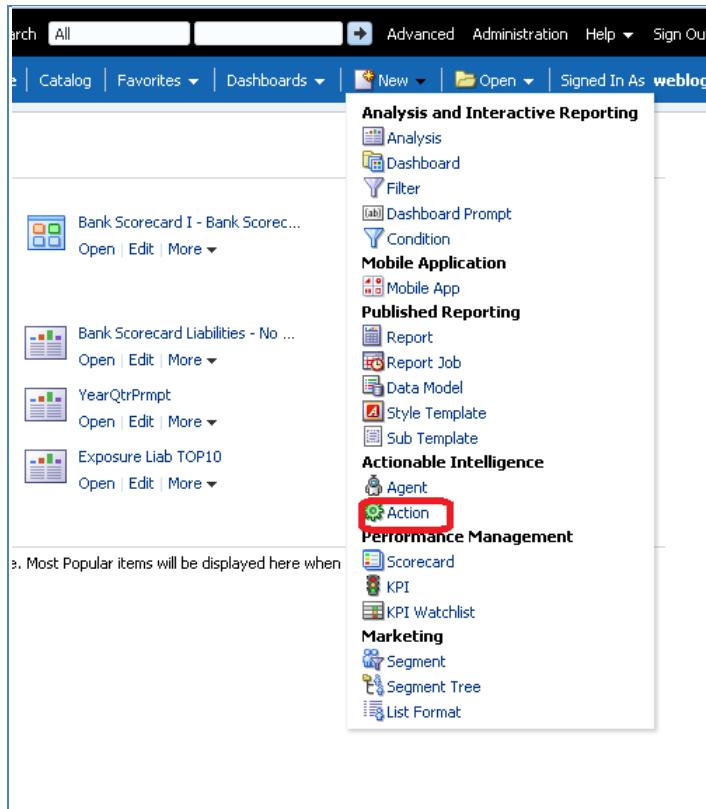 All Advanced Administration Help Sign Ou
Catalog Favorites Dashboards New Open Signed In As weblog
Analysis and Interactive Reporting
Analysis
Dashboard
Filter
Dashboard Prompt
Condition
Mobile Application
Mobile App
Published Reporting
Report
Report Job
Data Model
Style Template
Sub Template
Actionable Intelligence
Agent
Action
Performance Management
Scorecard
KPI
KPI Watchlist
Marketing
Segment
Segment Tree
List Format
Bank Scorecard I - Bank Scorec...
Open | Edit | More
Bank Scorecard Liabilities - No ...
Open | Edit | More
YearQtrPrmpt
Open | Edit | More
Exposure Liab TOP10
Open | Edit | More
e. Most Popular items will be displayed here when